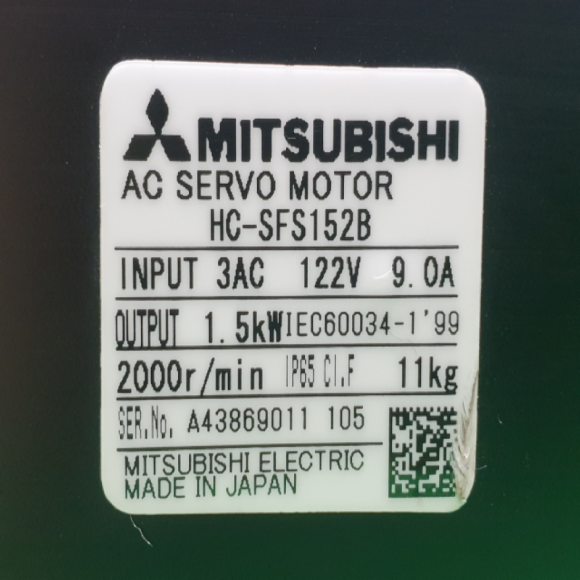 MITSUBISHI
AC SERVO MOTOR
HC-SFS152B
INPUT 3AC 122V 9.0A
OUTPUT 1.5kW IEC60034-1'99
2000r/min IP65 CI.F 11kg
SER.No. A43869011 105
MITSUBISHI ELECTRIC
MADE IN JAPAN